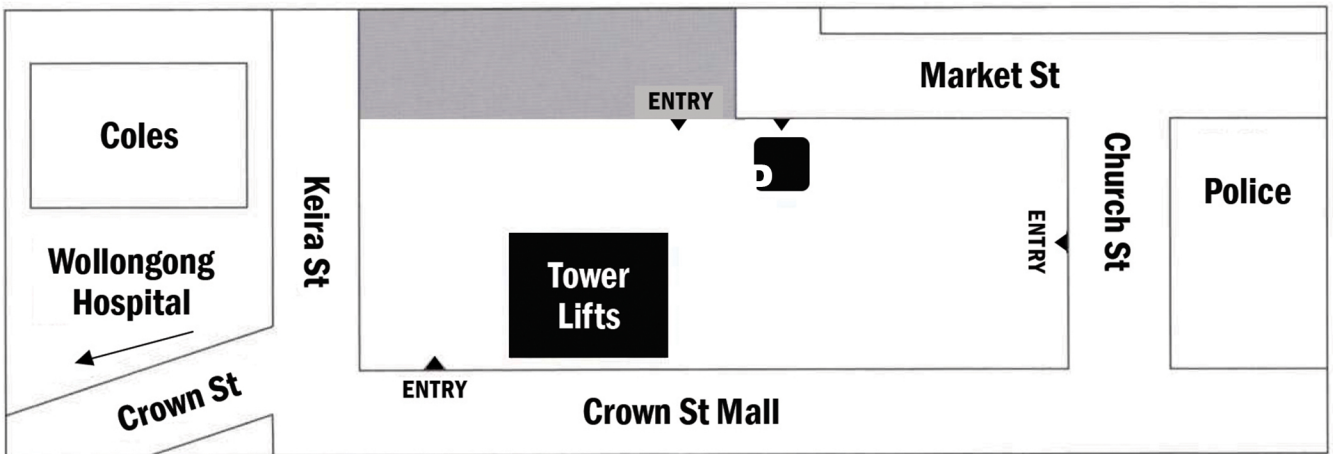 ENTRY
Market St
Coles
Keira St
Church St
Police
ENTRY
Wollongong
Hospital
Tower
Lifts
Crown St
ENTRY
Crown St Mall